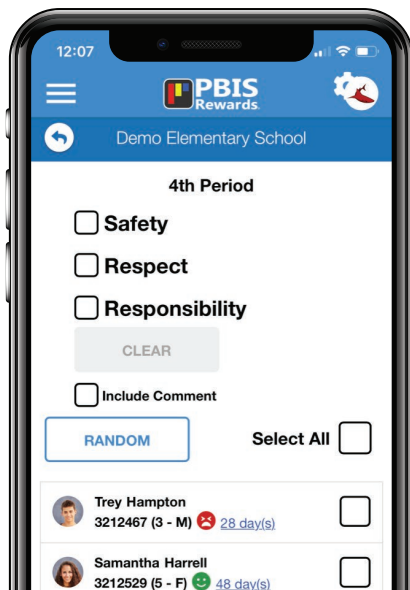 12:07
PBIS
Rewards.
Demo Elementary School
4th Period
Safety
Respect
Responsibility
CLEAR
Include Comment
RANDOM
Select All
Trey Hampton
3212467 (3 - M) 28 day(s)
Samantha Harrell
3212529 (5 - F) 48 day(s)